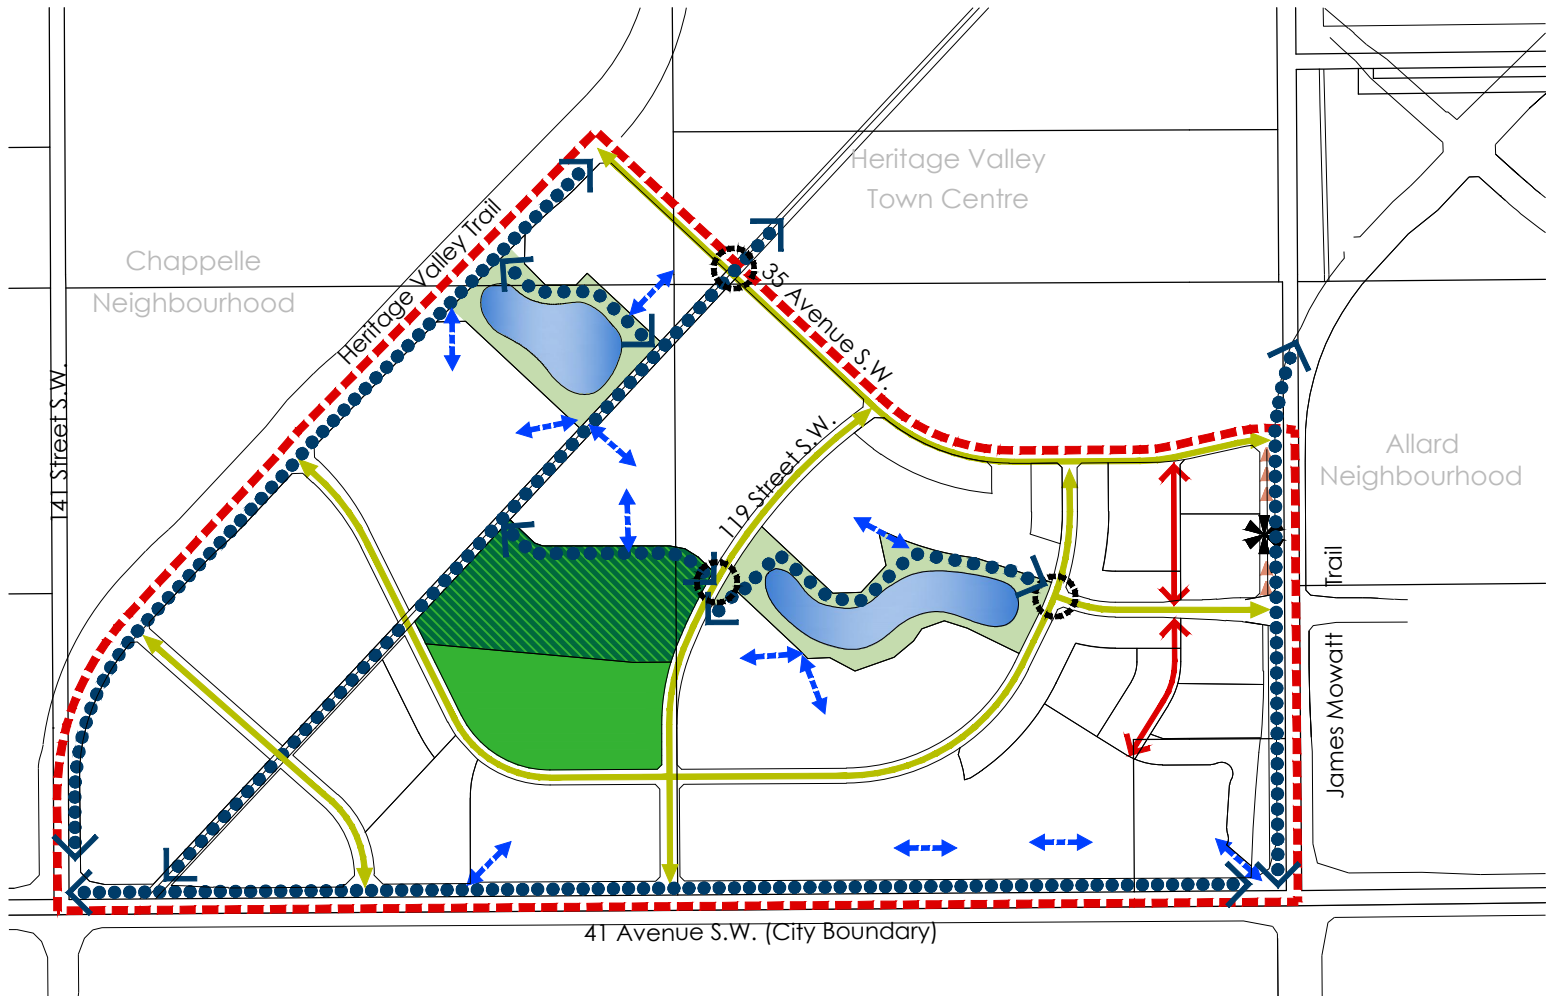 Heritage Valley
Town Centre
Chappelle
Neighbourhood
Heritage Valley Trail
35 Avenue S.W.
141 Street S.W.
119 Street S.W.
Allard
Neighbourhood
James Mowatt Trail
41 Avenue S.W. (City Boundary)